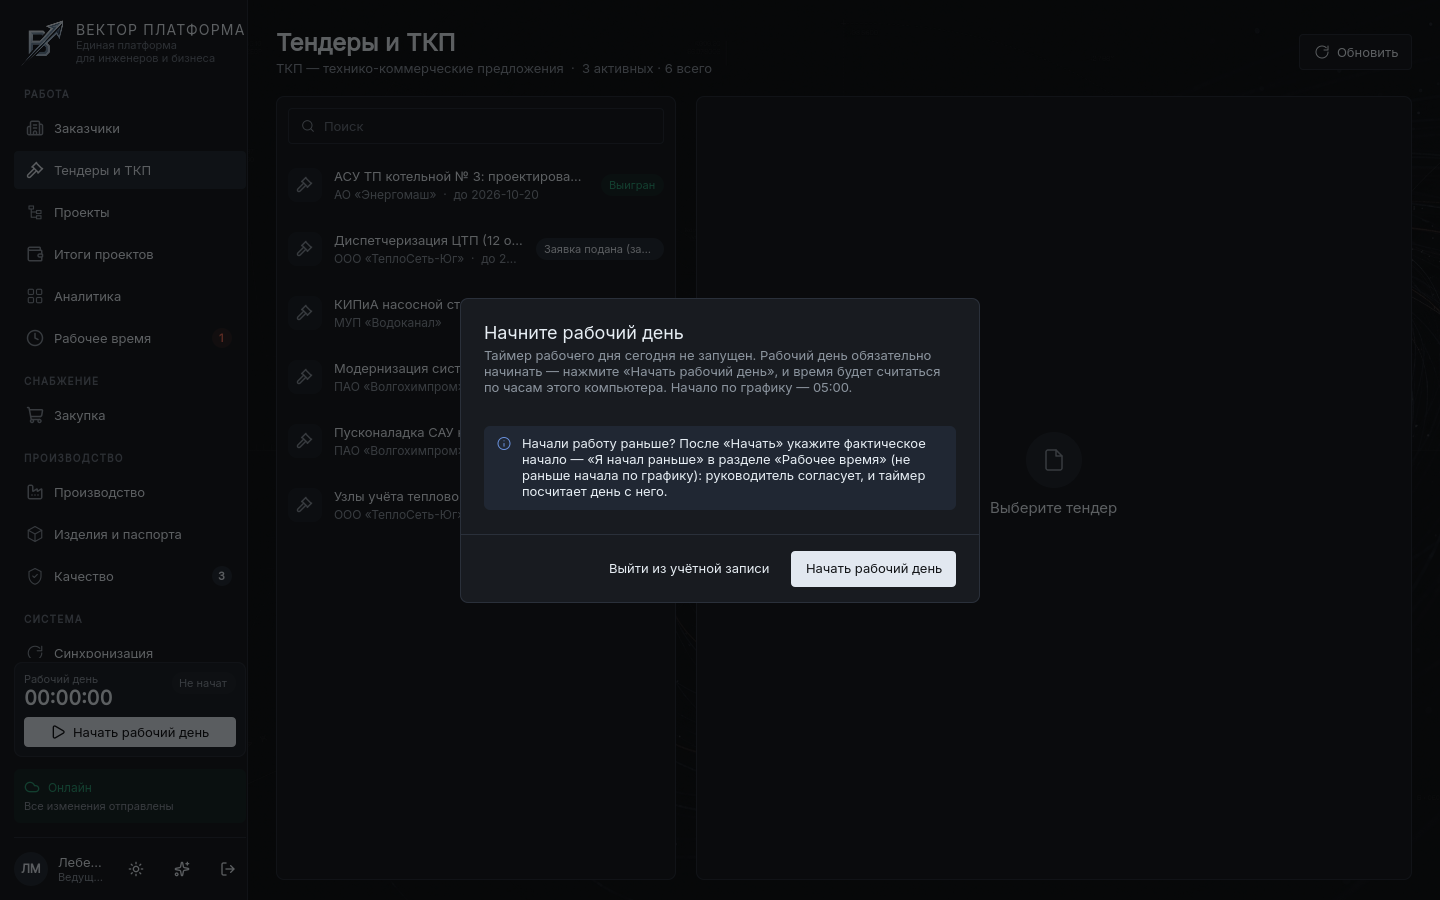 ВЕКТОР ПЛАТФОРМА
Единая платформа
для инженеров и бизнеса
РАБОТА
Заказчики
Тендеры и ТКП
Проекты
Итоги проектов
Аналитика
Рабочее время 1
СНАБЖЕНИЕ
Закупка
ПРОИЗВОДСТВО
Производство
Изделия и паспорта
Качество 3
СИСТЕМА
Синхронизация
Рабочий день
Не начат
00:00:00
Начать рабочий день
Онлайн
Все изменения отправлены
ЛМ
Лебе...
Ведущ...
Тендеры и ТКП
ТКП — технико-коммерческие предложения · 3 активных · 6 всего
Обновить
Поиск
АСУ ТП котельной № 3: проектирова...
АО «Энергомаш» · до 2026-10-20
Выигран
Диспетчеризация ЦТП (12 о...
ООО «ТеплоСеть-Юг» · до 2...
Заявка подана (за...
КИПиА насосной ст
МУП «Водоканал»
Модернизация сист
ПАО «Волгохимпром»
Пусконаладка САУ
ПАО «Волгохимпром»
Узлы учёта теплово
ООО «ТеплоСеть-Юг»
Выберите тендер
Начните рабочий день
Таймер рабочего дня сегодня не запущен. Рабочий день обязательно
начинать — нажмите «Начать рабочий день», и время будет считаться
по часам этого компьютера. Начало по графику — 05:00.
Начали работу раньше? После «Начать» укажите фактическое
начало — «Я начал раньше» в разделе «Рабочее время» (не
раньше начала по графику): руководитель согласует, и таймер
посчитает день с него.
Выйти из учётной записи
Начать рабочий день